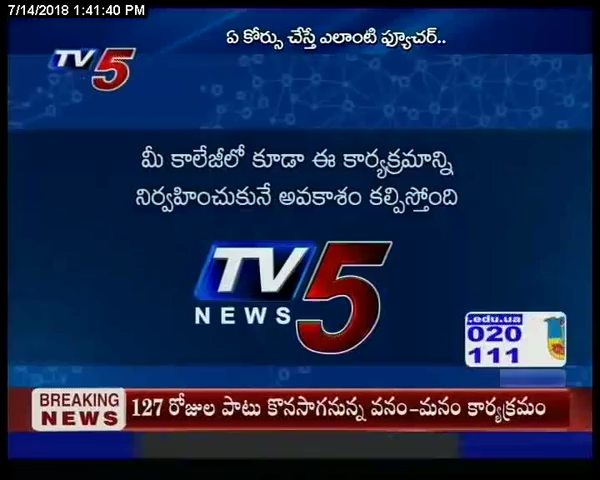 7/14/2018 1:41:40 PM
ఏ కోర్సు చేస్తే ఎలాంటి ఫ్యూచర్..
TV5
మీ కాలేజీలో కూడా ఈ కార్యక్రమాన్ని
నిర్వహించుకునే అవకాశం కల్పిస్తోంది
TV5
NEWS
.edu.ua
020
111
BREAKING
NEWS
127 రోజుల పాటు కొనసాగనున్న వనం-మనం కార్యక్రమం